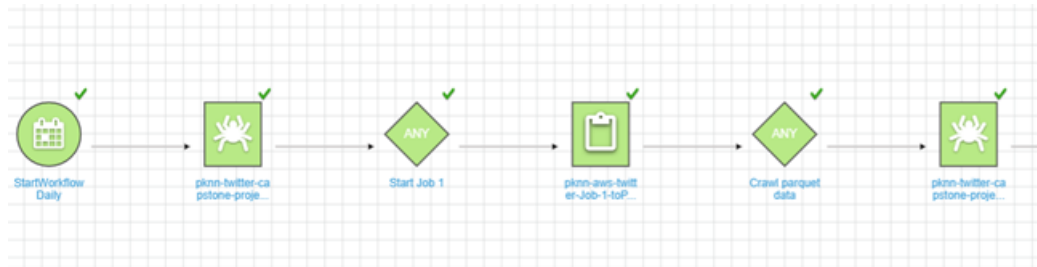 ANY
ANY
StartWorkflow
Daily
pknn-twitter-ca
pstone-proje...
Start Job 1
pknn-aws-twitt
er-Job-1-toP...
Crawl parquet
data
pknn-twitter-ca
pstone-proje...